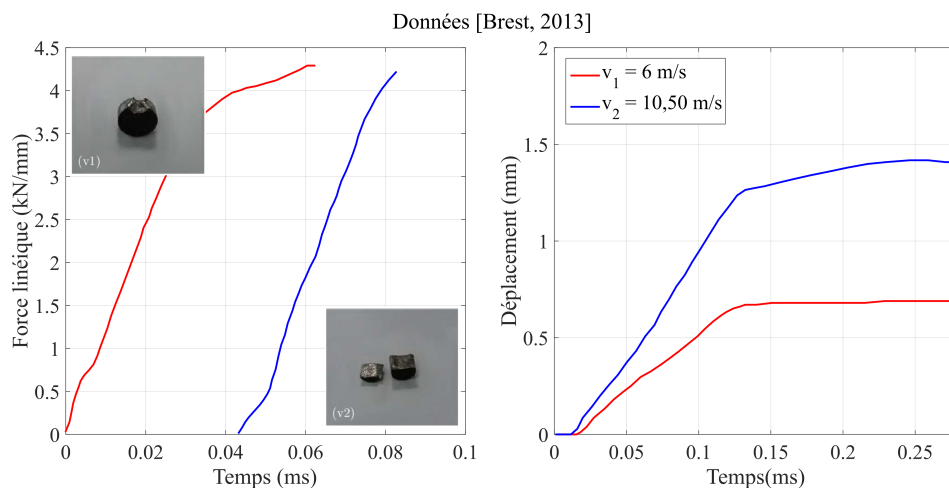 Données [Brest, 2013]
4.5
4
3.5
3
2.5
2
1.5
1
0.5
0
0 0.02 0.04 0.06 0.08 0.1
Force linéique (kN/mm)
Temps (ms)
(v1)
(v2)
2
1.5
1
0.5
0
0 0.05 0.1 0.15 0.2 0.25
Déplacement (mm)
Temps(ms)
v1 = 6 m/s
v2 = 10,50 m/s